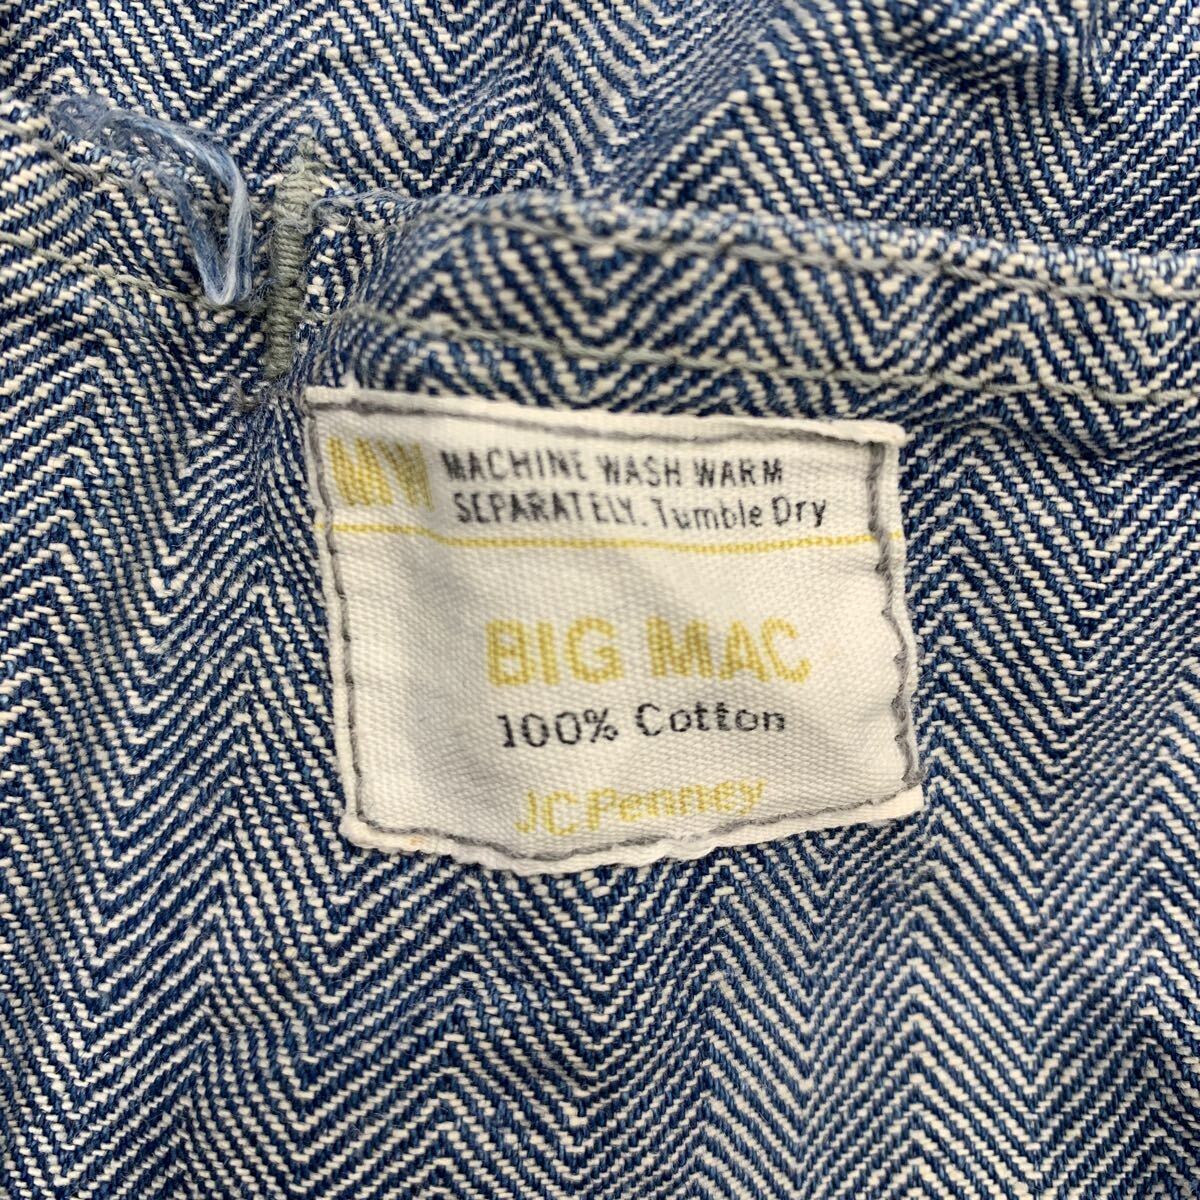 MW MACHINE WASH WARM
SEPARATELY. Tumble Dry
BIG MAC
100% Cotton
JCPenney